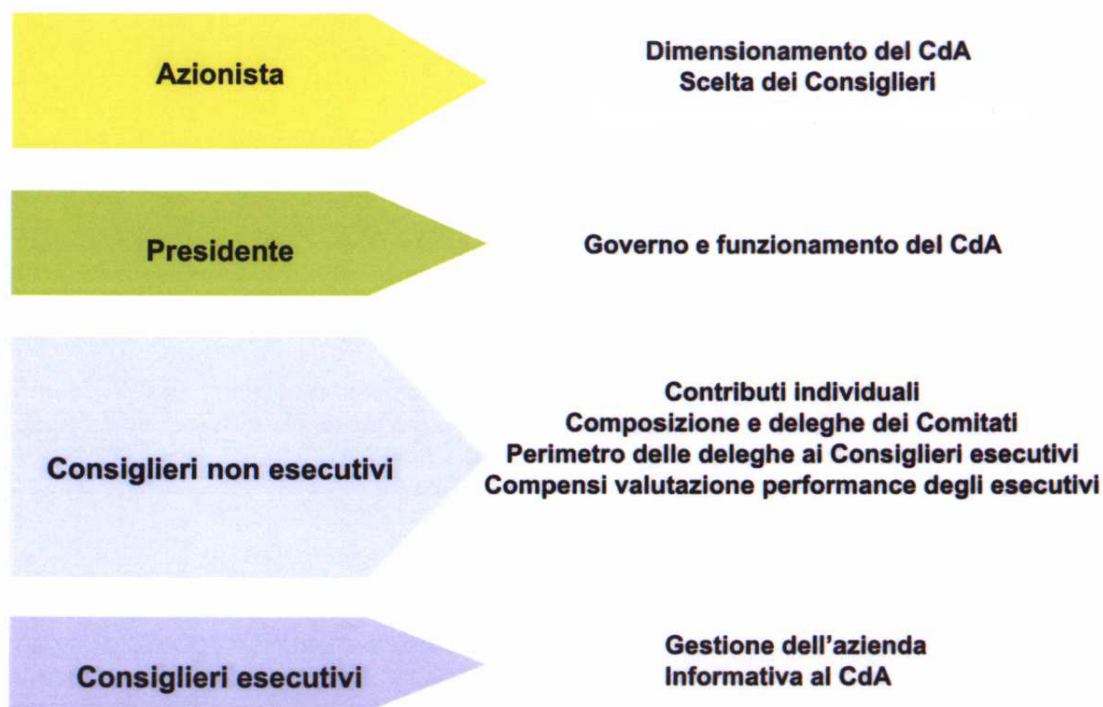 Azionista
Dimensionamento del CdA
Scelta dei Consiglieri
Presidente
Governo e funzionamento del CdA
Consiglieri non esecutivi
Contributi individuali
Composizione e deleghe dei Comitati
Perimetro delle deleghe ai Consiglieri esecutivi
Compensi valutazione performance degli esecutivi
Consiglieri esecutivi
Gestione dell'azienda
Informativa al CdA